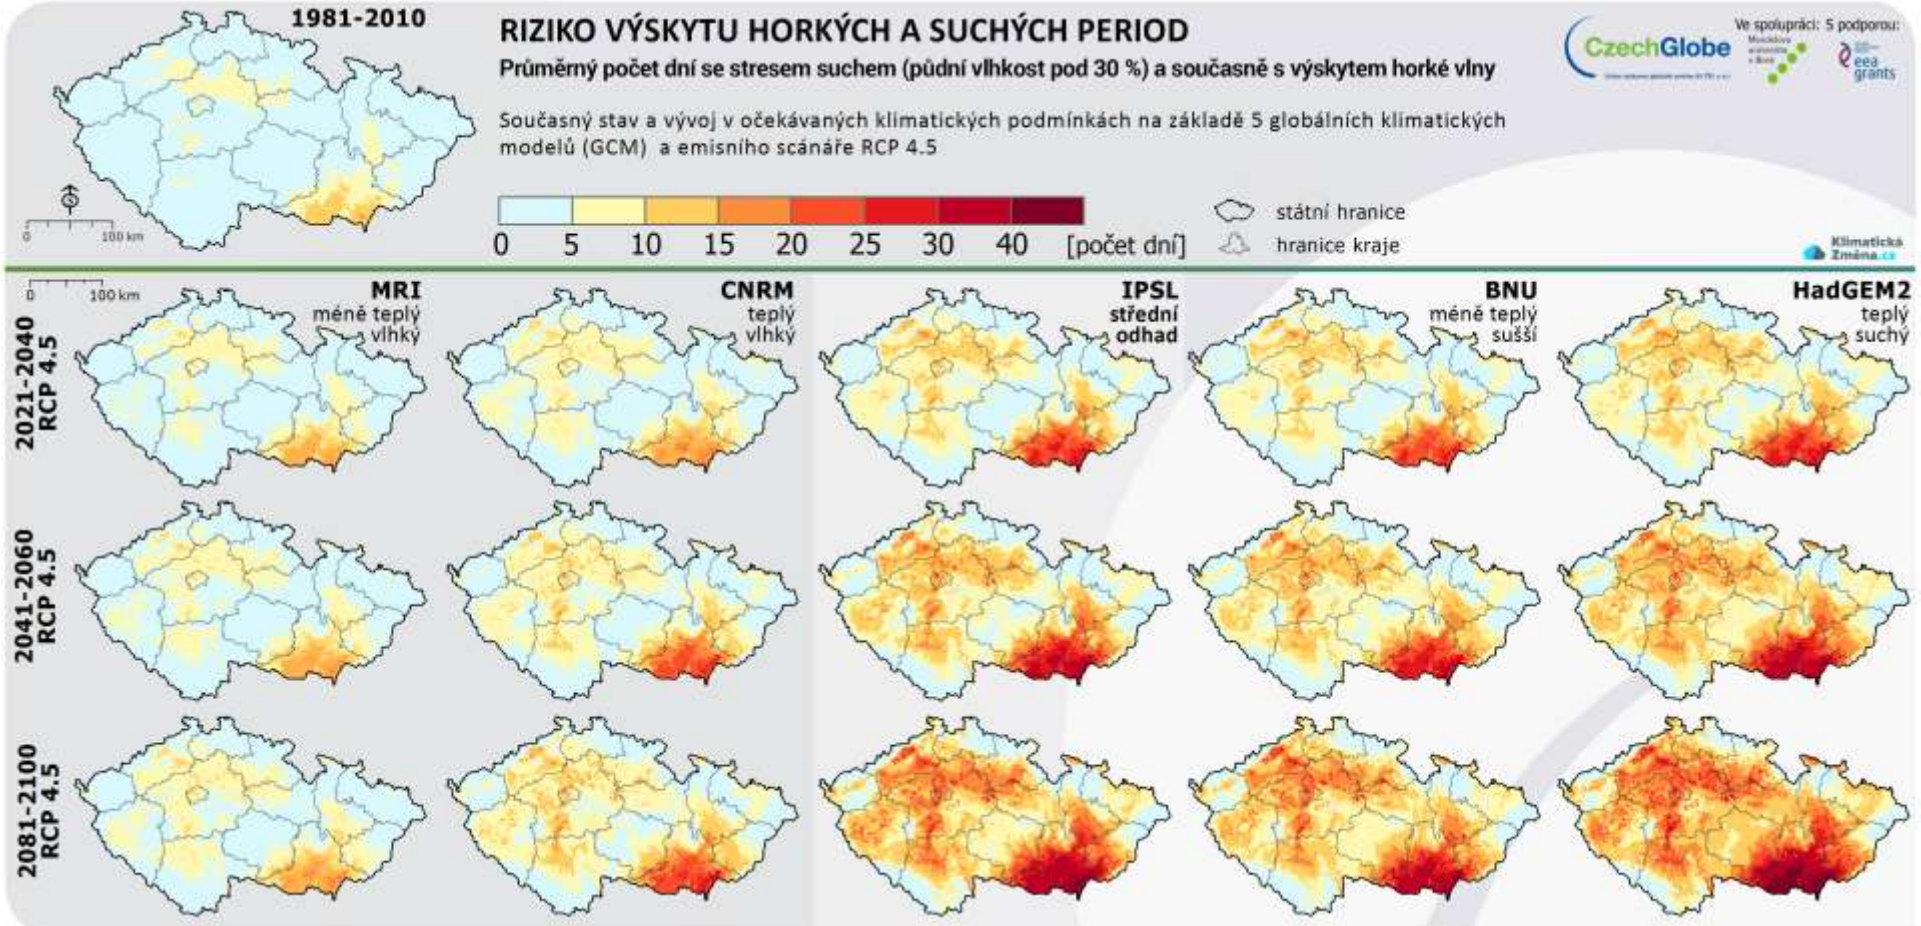 1981-2010
0 100 km
RIZIKO VÝSKYTU HORKÝCH A SUCHÝCH PERIOD
Průměrný počet dní se stresem suchem (půdní vlhkost pod 30 %) a současně s výskytem horké vlny
Současný stav a vývoj v očekávaných klimatických podmínkách na základě 5 globálních klimatických
modelů (GCM) a emisního scánáře RCP 4.5
0 5 10 15 20 25 30 40 [počet dní]
státní hranice
hranice kraje
CzechGlobe
Ve spolupráci:
Masarykova
univerzita
v Brně
S podporou:
eea
grants
Klimatická
Změna.cz
0 100 km
MRI
méně teplý
vlhký
CNRM
teplý
vlhký
IPSL
střední
odhad
BNU
méně teplý
sušší
HadGEM2
teplý
suchý
2021-2040
RCP 4.5
2041-2060
RCP 4.5
2081-2100
RCP 4.5